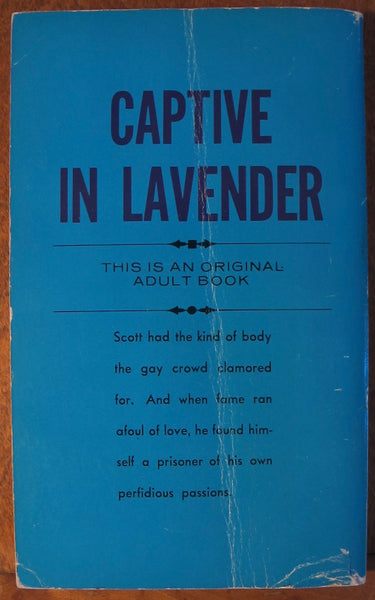 CAPTIVE
IN LAVENDER
THIS IS AN ORIGINAL
ADULT BOOK
Scott had the kind of body
the gay crowd clamored
for. And when fame ran
afoul of love, he found him-
self a prisoner of his own
perfidious passions.